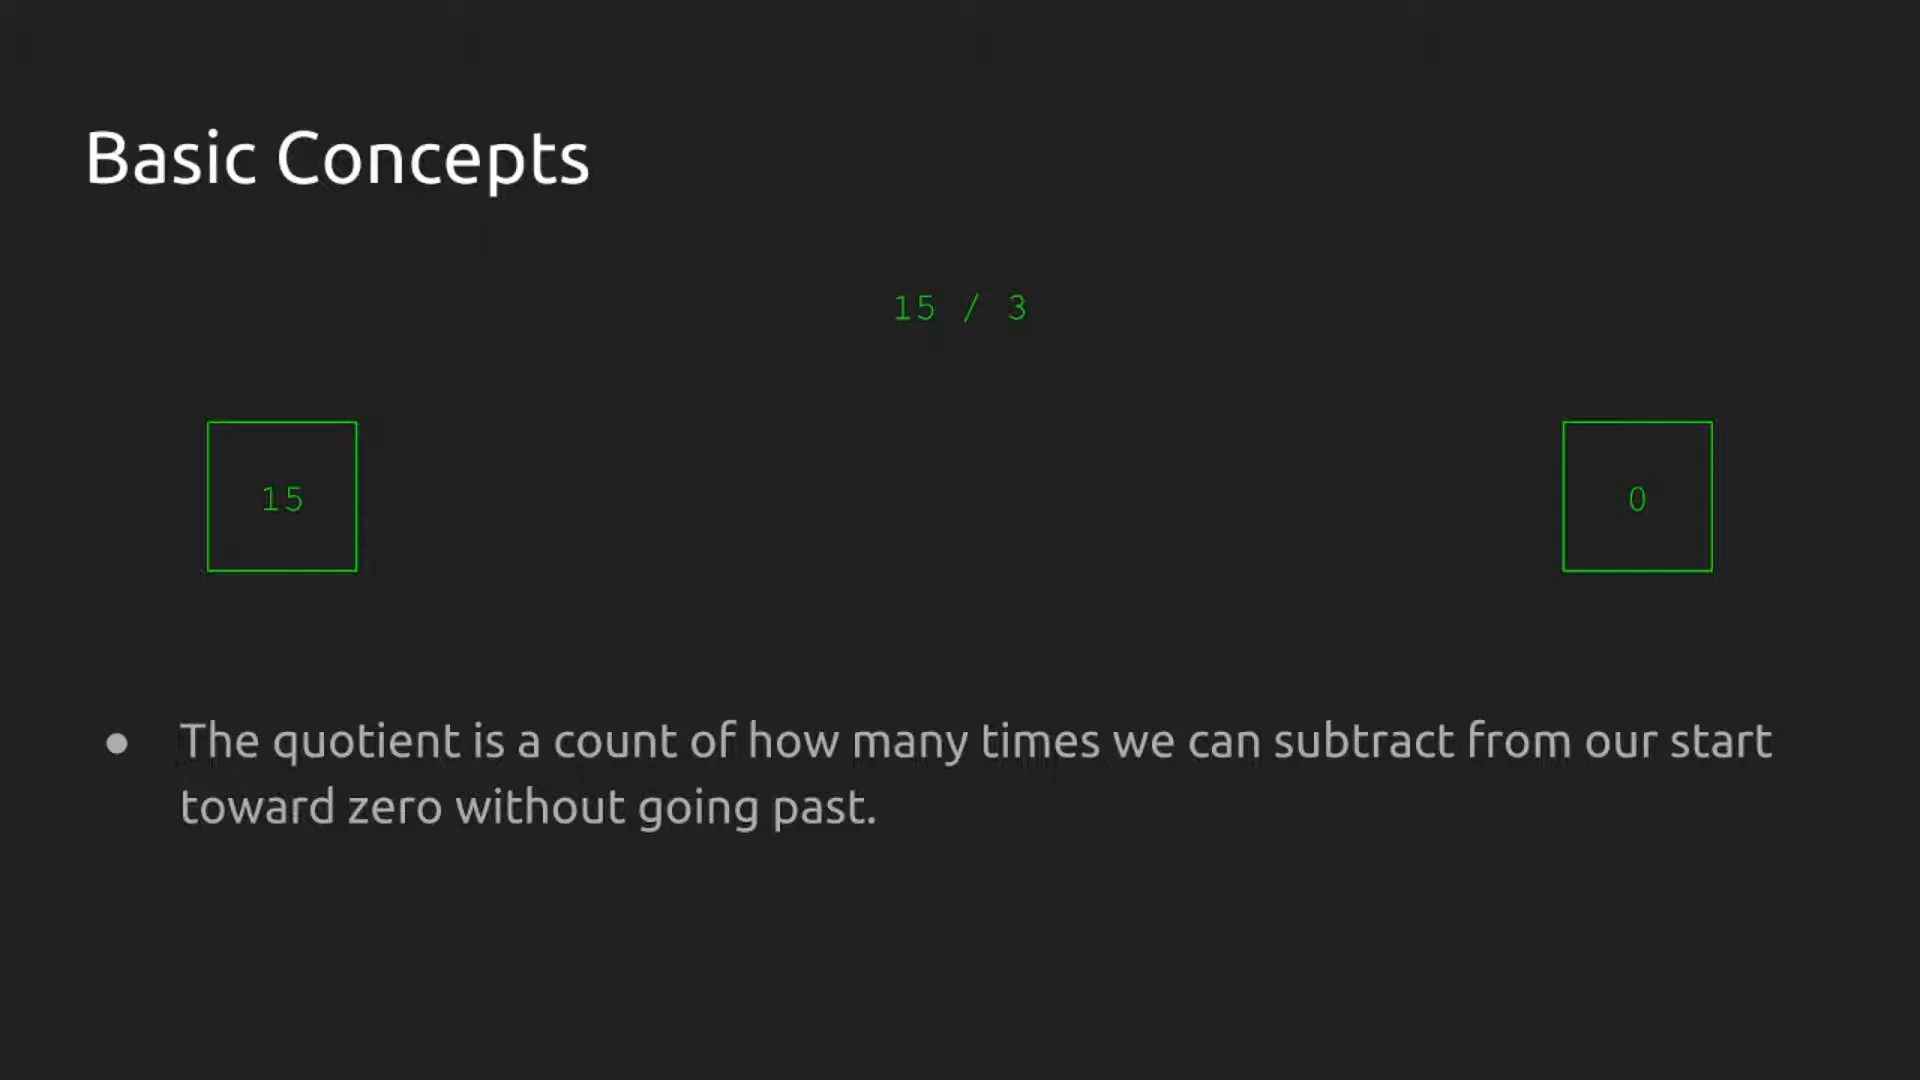 Basic Concepts
15 / 3
15
0
● The quotient is a count of how many times we can subtract from our start
toward zero without going past.